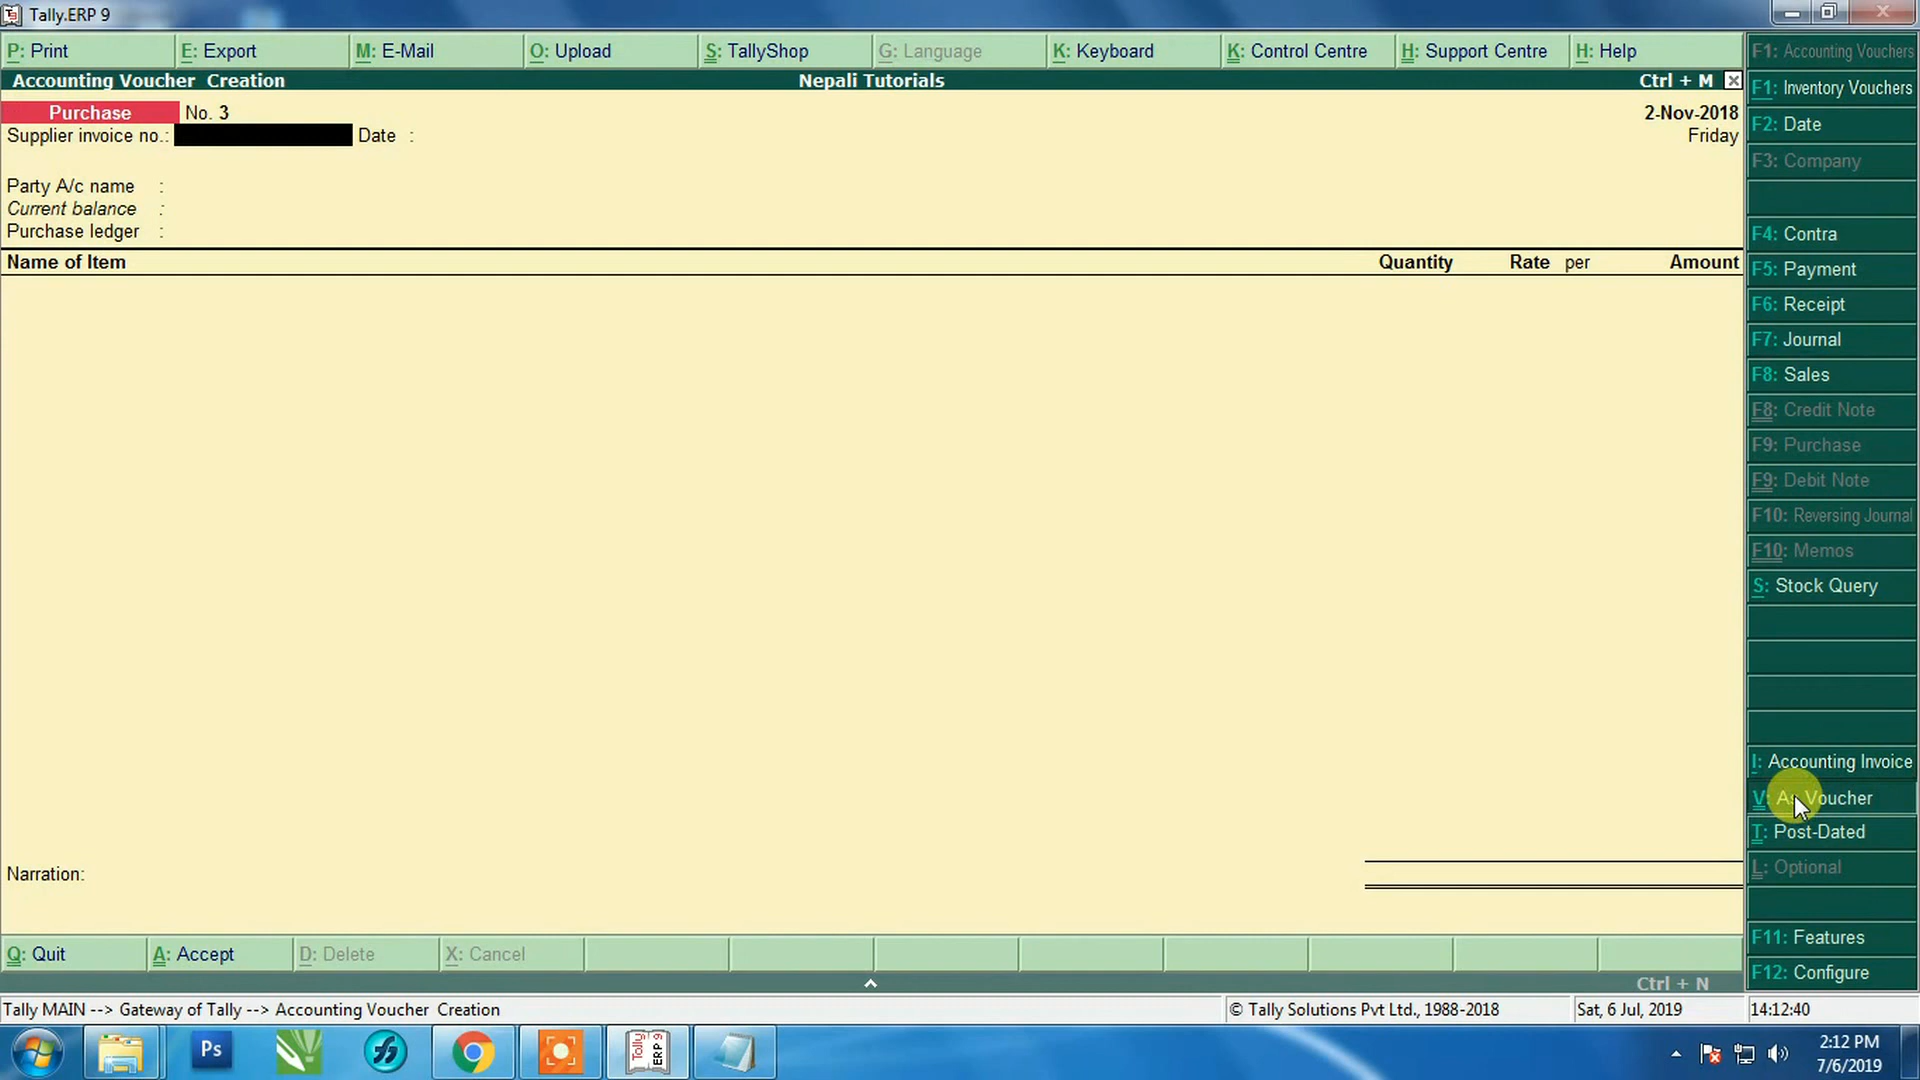 Tally.ERP 9
P: Print E: Export M: E-Mail O: Upload S: TallyShop G: Language K: Keyboard K: Control Centre H: Support Centre H: Help
Accounting Voucher Creation Nepali Tutorials Ctrl + M
Purchase No. 3 2-Nov-2018
Supplier invoice no.: Date : Friday
Party A/c name :
Current balance :
Purchase ledger :
Name of Item Quantity Rate per Amount
Narration:
F1: Accounting Vouchers
F1: Inventory Vouchers
F2: Date
F3: Company
F4: Contra
F5: Payment
F6: Receipt
F7: Journal
F8: Sales
F8: Credit Note
F9: Purchase
F9: Debit Note
F10: Reversing Journal
F10: Memos
S: Stock Query
I: Accounting Invoice
V: As Voucher
T: Post-Dated
L: Optional
F11: Features
F12: Configure
Q: Quit A: Accept D: Delete X: Cancel
Ctrl + N
Tally MAIN --> Gateway of Tally --> Accounting Voucher Creation © Tally Solutions Pvt Ltd., 1988-2018 Sat, 6 Jul, 2019 14:12:40
Ps
Tally
ERP 9
2:12 PM
7/6/2019